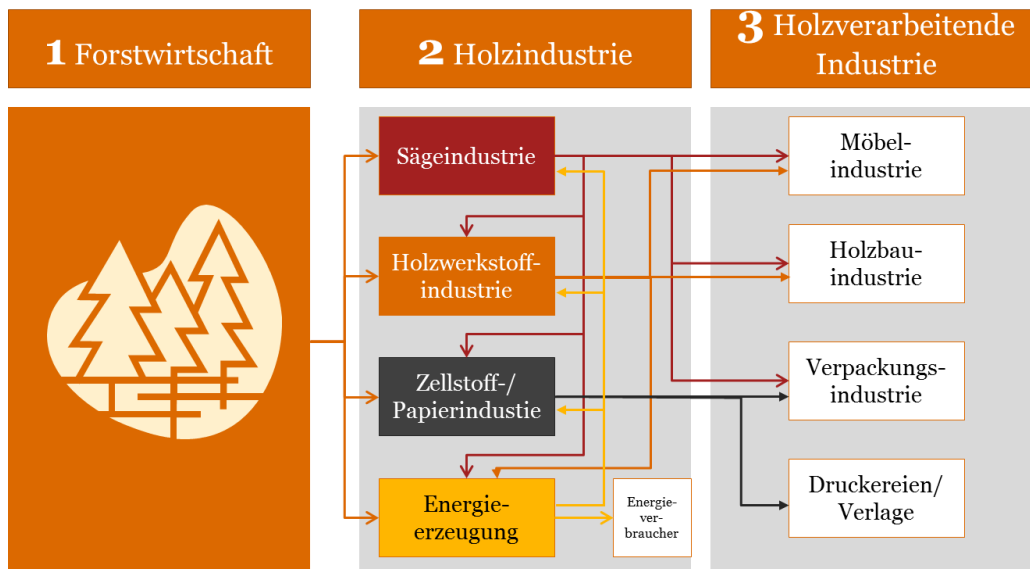 1 Forstwirtschaft
2 Holzindustrie
3 Holzverarbeitende
Industrie
Sägeindustrie
Holzwerkstoff-
industrie
Zellstoff-/
Papierindustie
Energie-
erzeugung
Energie-
ver-
braucher
Möbel-
industrie
Holzbau-
industrie
Verpackungs-
industrie
Druckereien/
Verlage